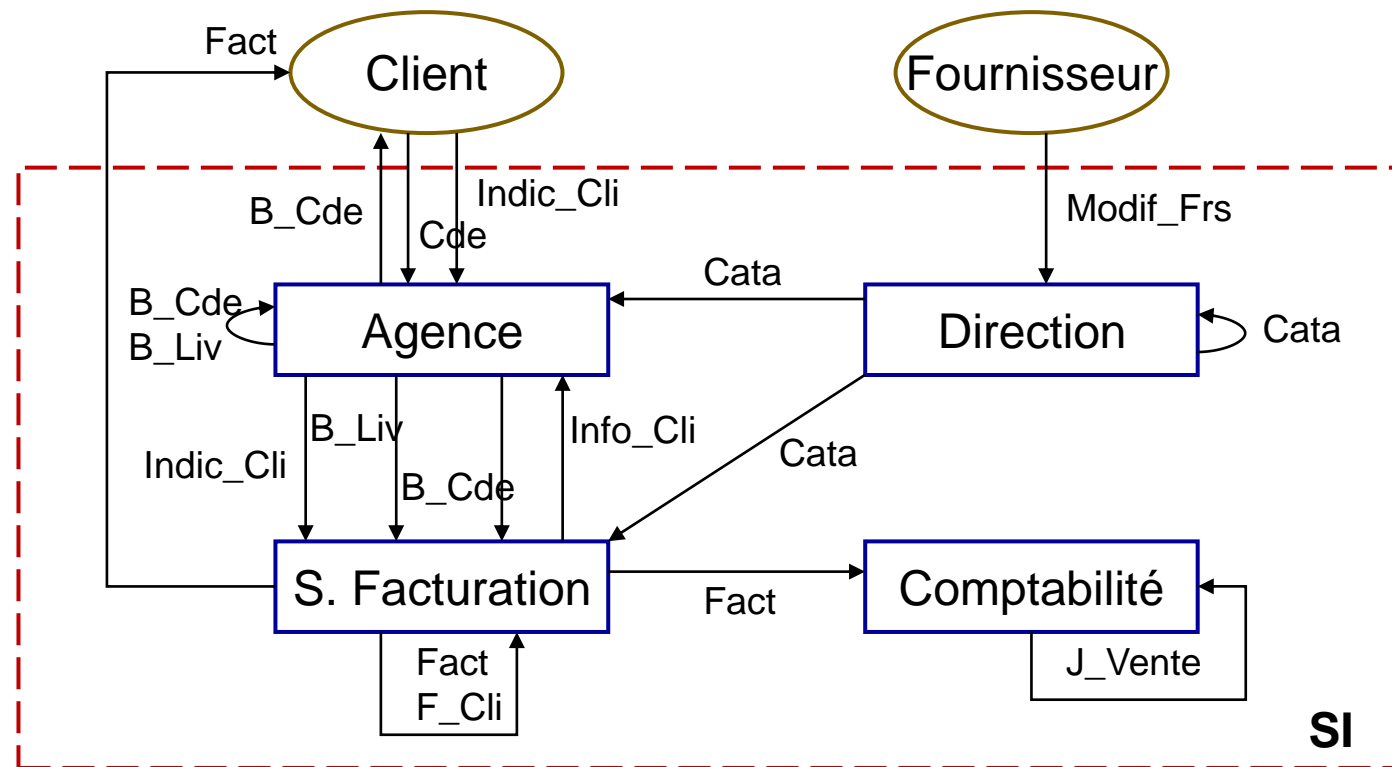 Fact
Client
Fournisseur
B_Cde
Indic_Cli
Cde
Modif_Frs
Cata
B_Cde
B_Liv
Agence
Direction
Cata
B_Liv
Info_Cli
Indic_Cli
Cata
B_Cde
S. Facturation
Fact
Comptabilité
Fact
F_Cli
J_Vente
SI